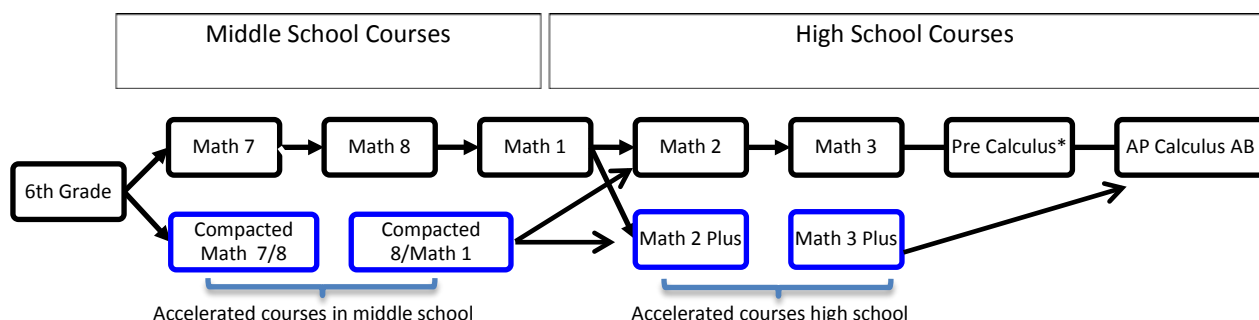 Middle School Courses
High School Courses
Math 7
Math 8
Math 1
Math 2
Math 3
Pre Calculus*
AP Calculus AB
6th Grade
Compacted
Math 7/8
Compacted
8/Math 1
Math 2 Plus
Math 3 Plus
Accelerated courses in middle school
Accelerated courses high school